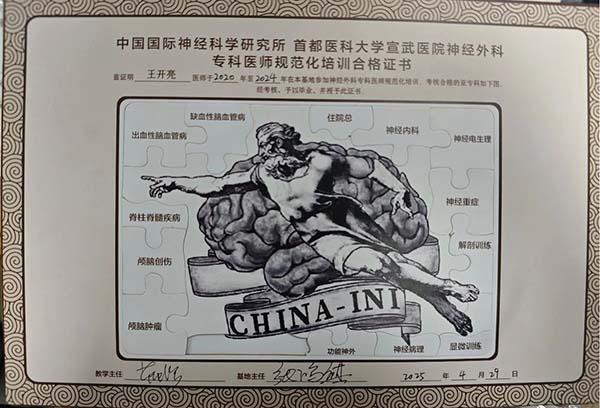 中国国际神经科学研究所 首都医科大学宣武医院神经外科
专科医师规范化培训合格证书
兹证明 王开亮 医师于2020年至2024年在本基地参加神经外科专科医师规范化培训，考核合格的亚专科如下图，
经考核，予以毕业，并授予此证书。
缺血性脑血管病
住院总
出血性脑血管病
神经内科
神经电生理
脊柱脊髓疾病
神经重症
解剖训练
颅脑创伤
CHINA-INI
颅脑肿瘤
功能神外
神经病理
显微训练
教学主任
基地主任
2025 年 4 月 29 日